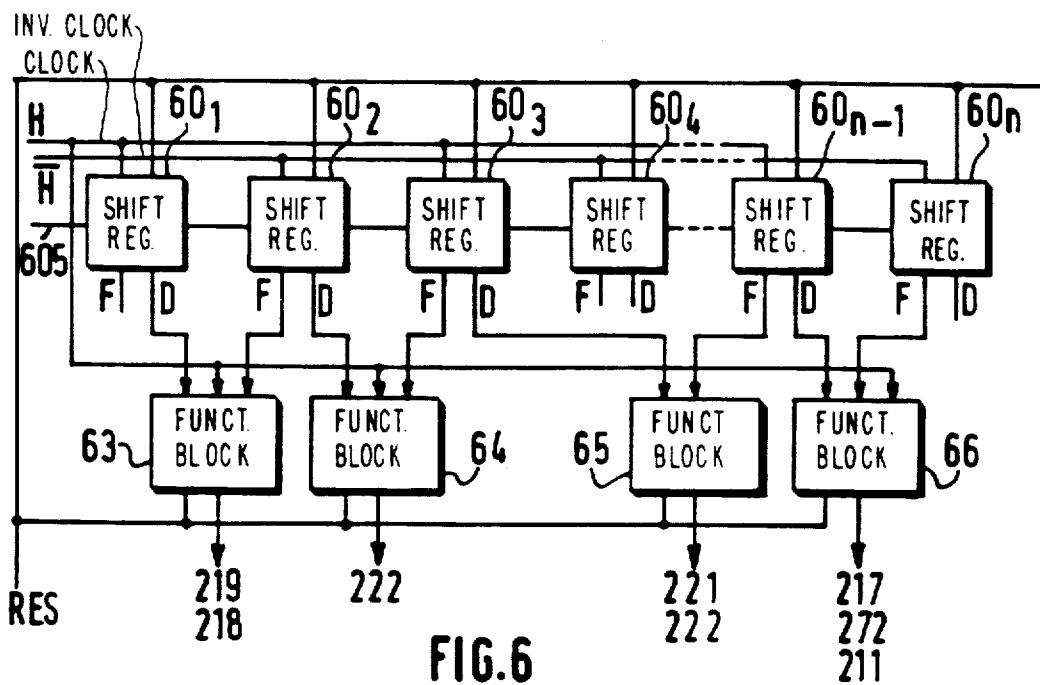 INV. CLOCK
CLOCK
60₁ 60₂ 60₃ 60₄ 60ₙ₋₁ 60ₙ
H
H̅
SHIFT REG. SHIFT REG. SHIFT REG. SHIFT REG. SHIFT REG. SHIFT REG.
605
F D F D F D F D F D F D
FUNCT. BLOCK FUNCT. BLOCK FUNCT BLOCK FUNCT. BLOCK
63 64 65 66
219 222 221 217
218 222 272
211
RES
FIG.6